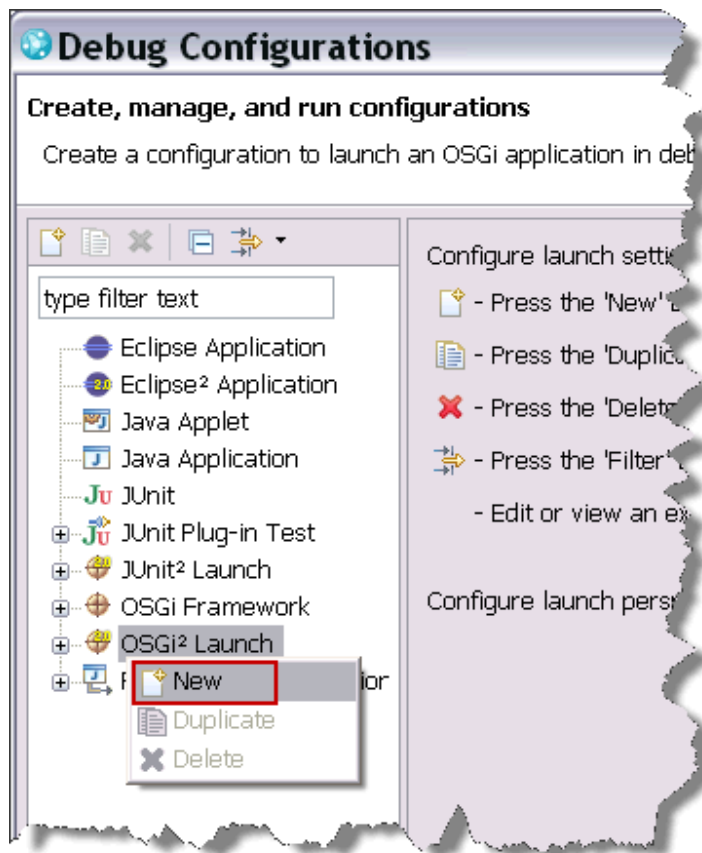 Debug Configurations
Create, manage, and run configurations
Create a configuration to launch an OSGi application in deb
type filter text
Eclipse Application
Eclipse² Application
Java Applet
Java Application
JUnit
JUnit Plug-in Test
JUnit² Launch
OSGi Framework
OSGi² Launch
New
Duplicate
Delete
Configure launch setti
- Press the 'New'
- Press the 'Duplic
- Press the 'Delet
- Press the 'Filter'
- Edit or view an ex
Configure launch pers